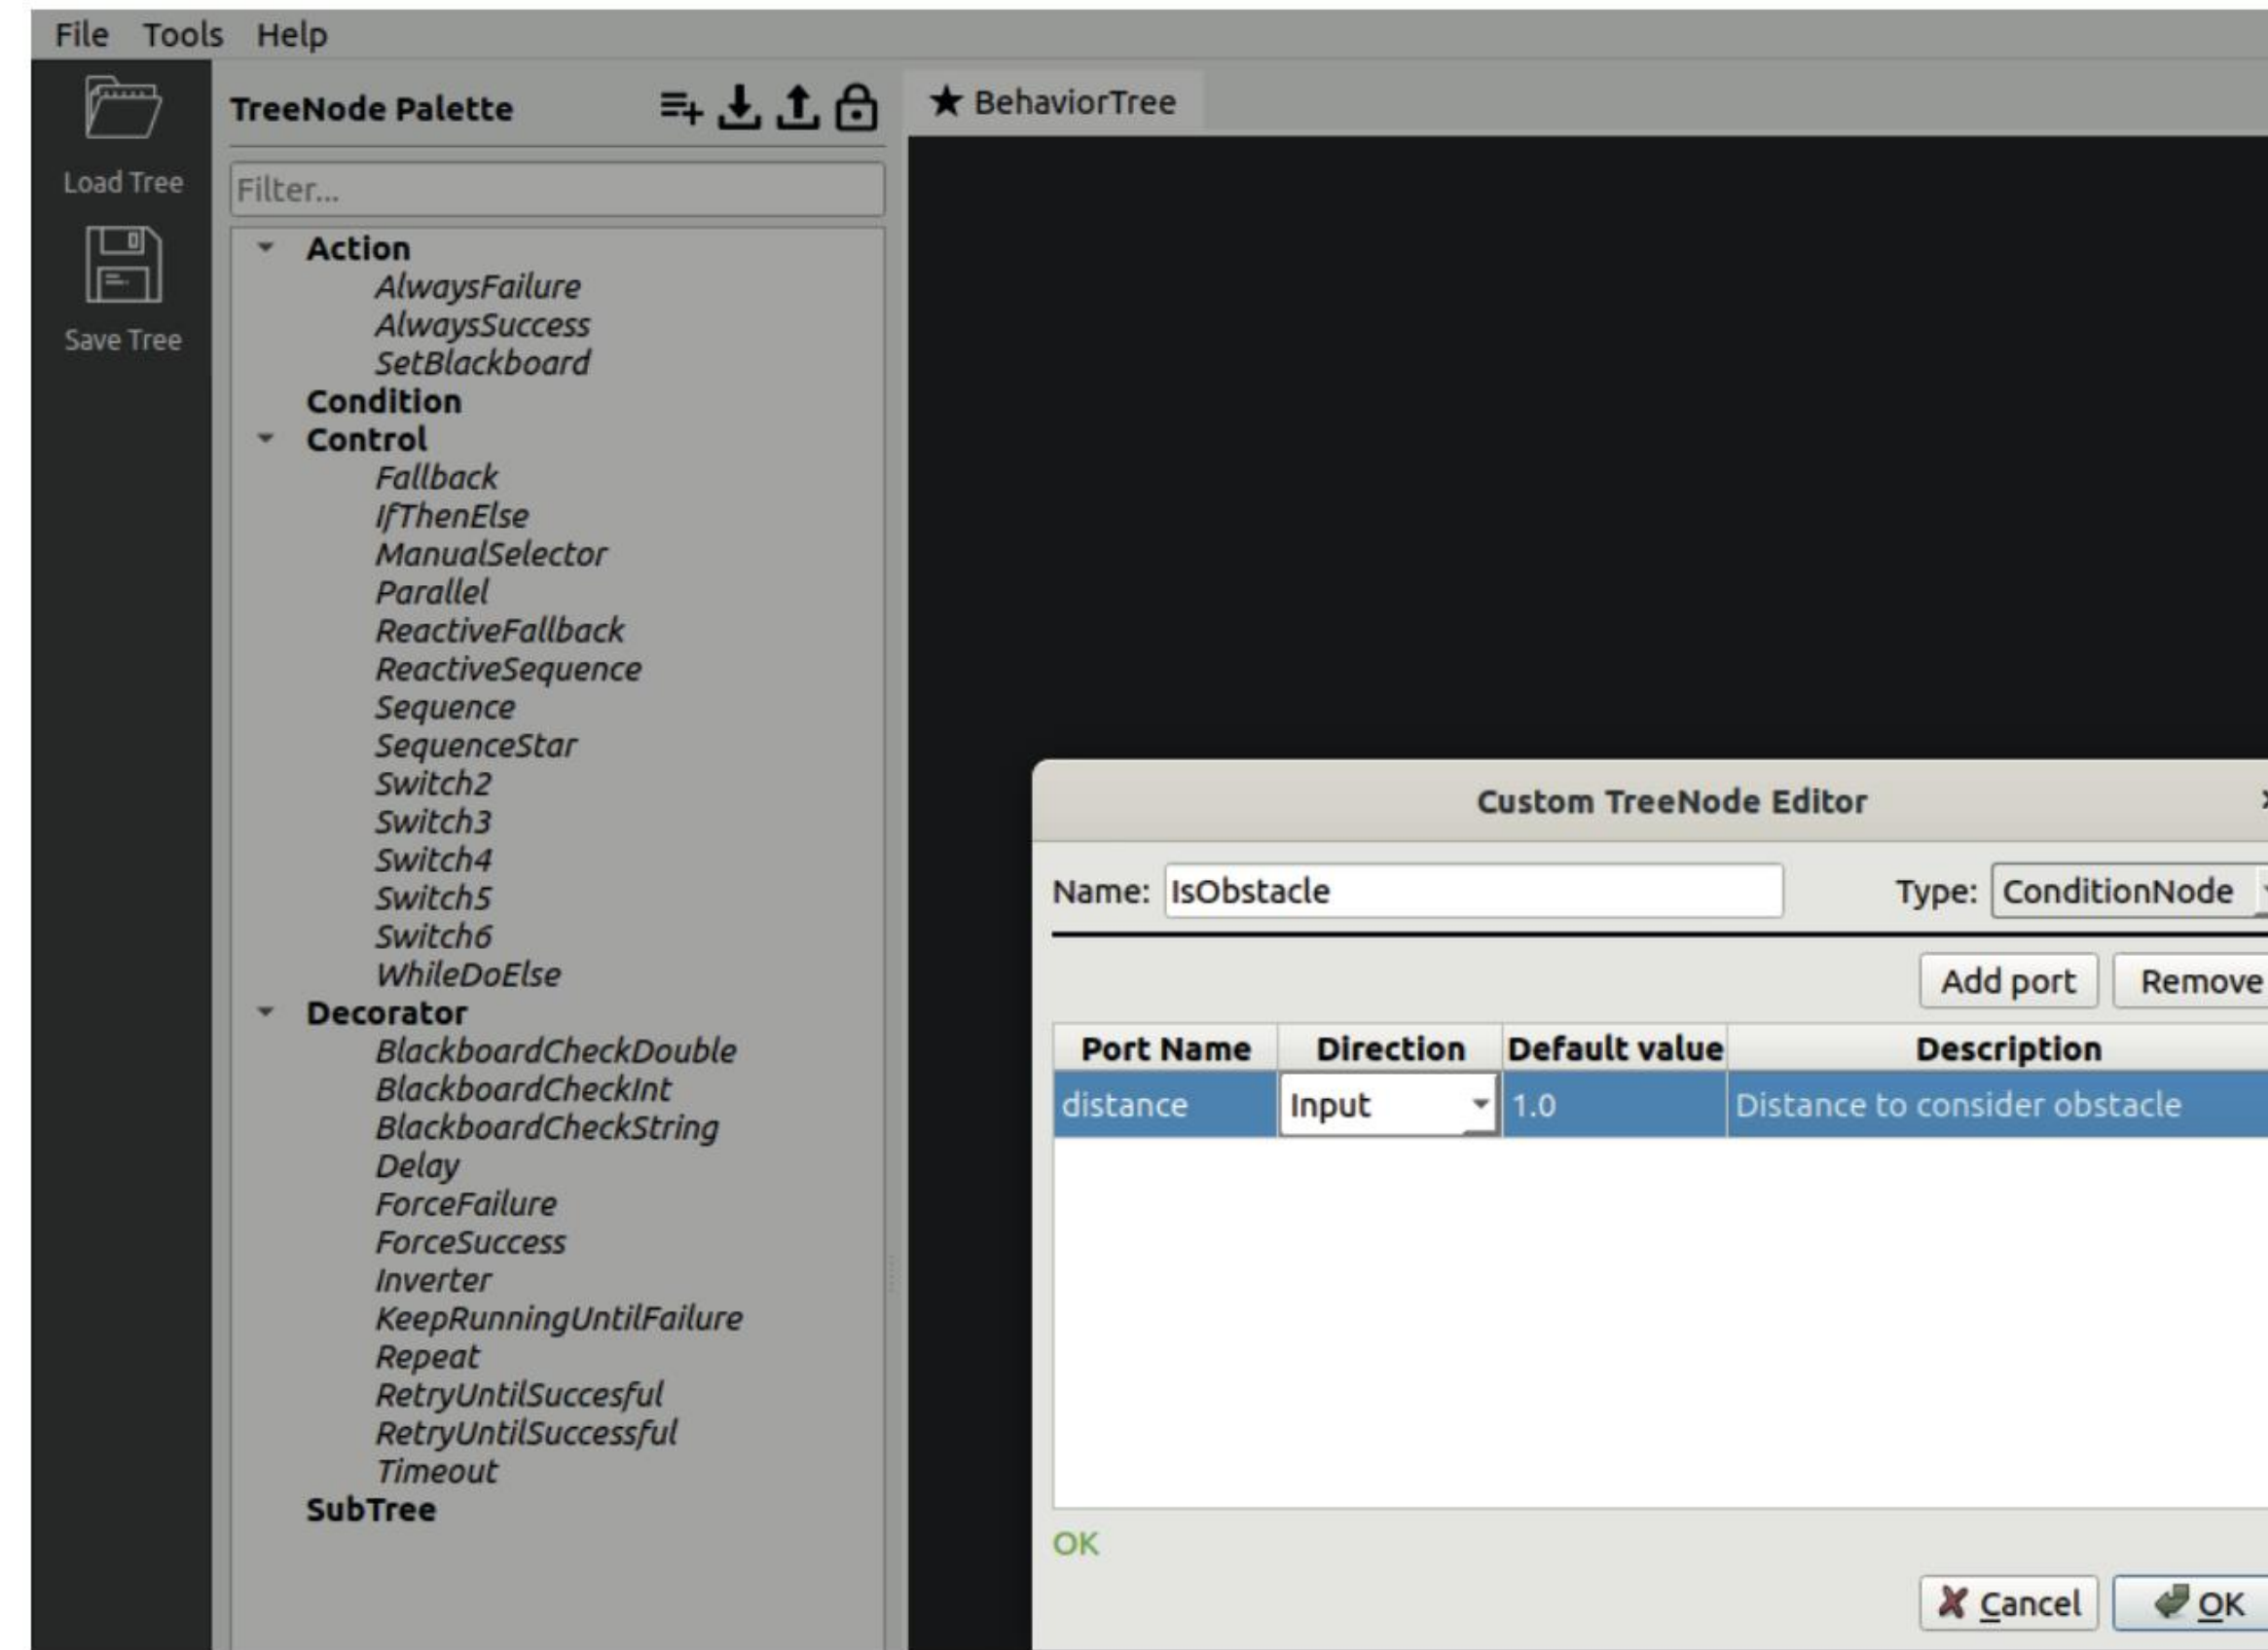 File Tools Help
TreeNode Palette
★ BehaviorTree
Load Tree
Save Tree
Filter...
Action
AlwaysFailure
AlwaysSuccess
SetBlackboard
Condition
Control
Fallback
IfThenElse
ManualSelector
Parallel
ReactiveFallback
ReactiveSequence
Sequence
SequenceStar
Switch2
Switch3
Switch4
Switch5
Switch6
WhileDoElse
Decorator
BlackboardCheckDouble
BlackboardCheckInt
BlackboardCheckString
Delay
ForceFailure
ForceSuccess
Inverter
KeepRunningUntilFailure
Repeat
RetryUntilSuccesful
RetryUntilSuccessful
Timeout
SubTree
Custom TreeNode Editor
Name: IsObstacle Type: ConditionNode
Add port Remove
Port Name Direction Default value Description
distance Input 1.0 Distance to consider obstacle
OK
Cancel OK